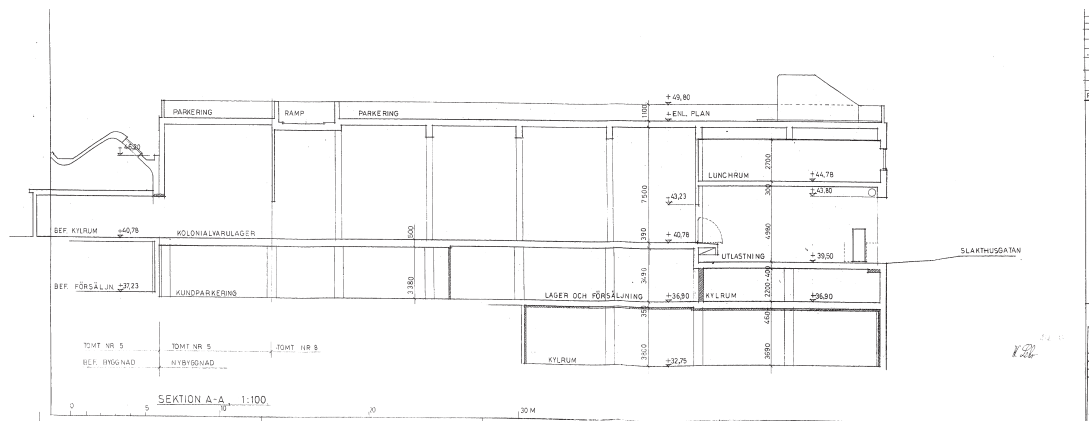 +49,80
PARKERING
RAMP
PARKERING
1100
+ENL. PLAN
+46,20
2700
LUNCHRUM
+44,78
300
+43,80
7500
+43,23
BEF. KYLRUM
+40,78
KOLONIALVARULAGER
500
390
+40,78
4980
UTLASTNING
+39,50
SLAKTHUSGATAN
BEF. FÖRSÄLJN.
+37,23
KUNDPARKERING
3380
3490
LAGER OCH FÖRSÄLJNING
+36,90
KYLRUM
2200-400
+36,90
350
460
TOMT NR 5
TOMT NR 5
TOMT NR 8
BEF. BYGGNAD
NYBYGGNAD
KYLRUM
3800
+32,75
3690
SEKTION A-A 1:100
0 5 10 20 30 M